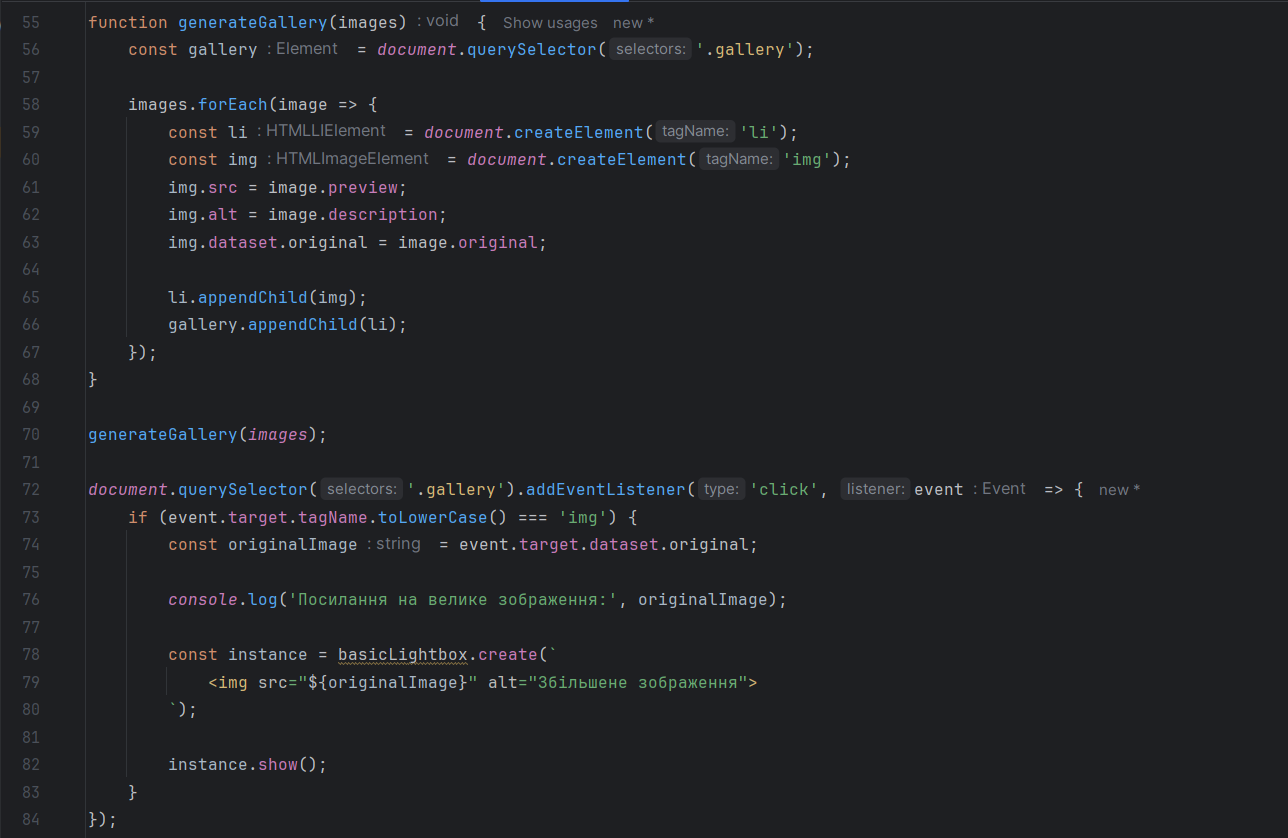 55 function generateGallery(images) : void { Show usages new *
56 const gallery : Element = document.querySelector( selectors: '.gallery');
57
58 images.forEach(image => {
59 const li : HTMLLIElement = document.createElement( tagName: 'li');
60 const img : HTMLImageElement = document.createElement( tagName: 'img');
61 img.src = image.preview;
62 img.alt = image.description;
63 img.dataset.original = image.original;
64
65 li.appendChild(img);
66 gallery.appendChild(li);
67 });
68 }
69
70 generateGallery(images);
71
72 document.querySelector( selectors: '.gallery').addEventListener( type: 'click', listener: event : Event => { new *
73 if (event.target.tagName.toLowerCase() === 'img') {
74 const originalImage : string = event.target.dataset.original;
75
76 console.log('Посилання на велике зображення:', originalImage);
77
78 const instance = basicLightbox.create(`
79 <img src="${originalImage}" alt="Збільшене зображення">
80 `);
81
82 instance.show();
83 }
84 });